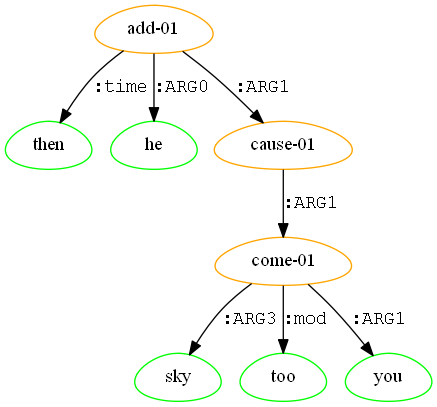 add-01
:time :ARG0 :ARG1
then he cause-01
:ARG1
come-01
:ARG3 :mod :ARG1
sky too you